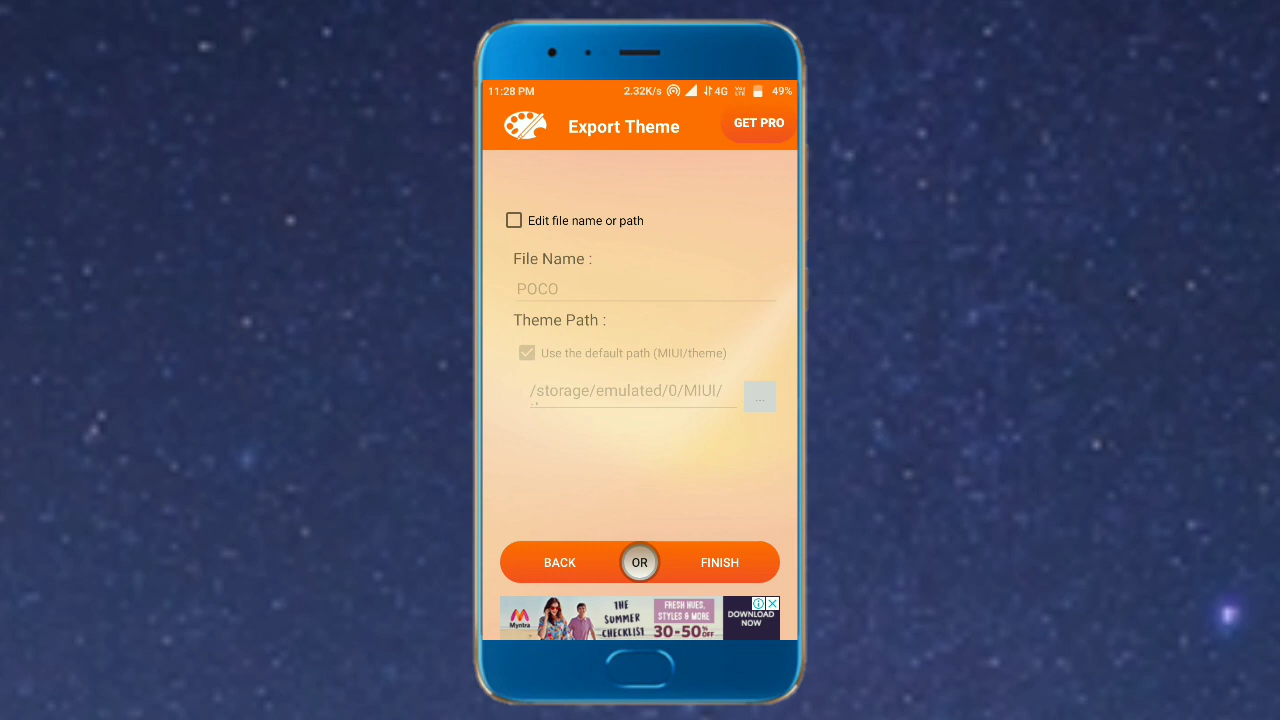 11:28 PM 2.32K/s 4G VoLTE 49%
Export Theme
GET PRO
Edit file name or path
File Name :
POCO
Theme Path :
Use the default path (MIUI/theme)
/storage/emulated/0/MIUI/
...
BACK OR FINISH
Myntra
THE
SUMMER
CHECKLIST
FRESH HUES,
STYLES & MORE
30-50% OFF
DOWNLOAD
NOW